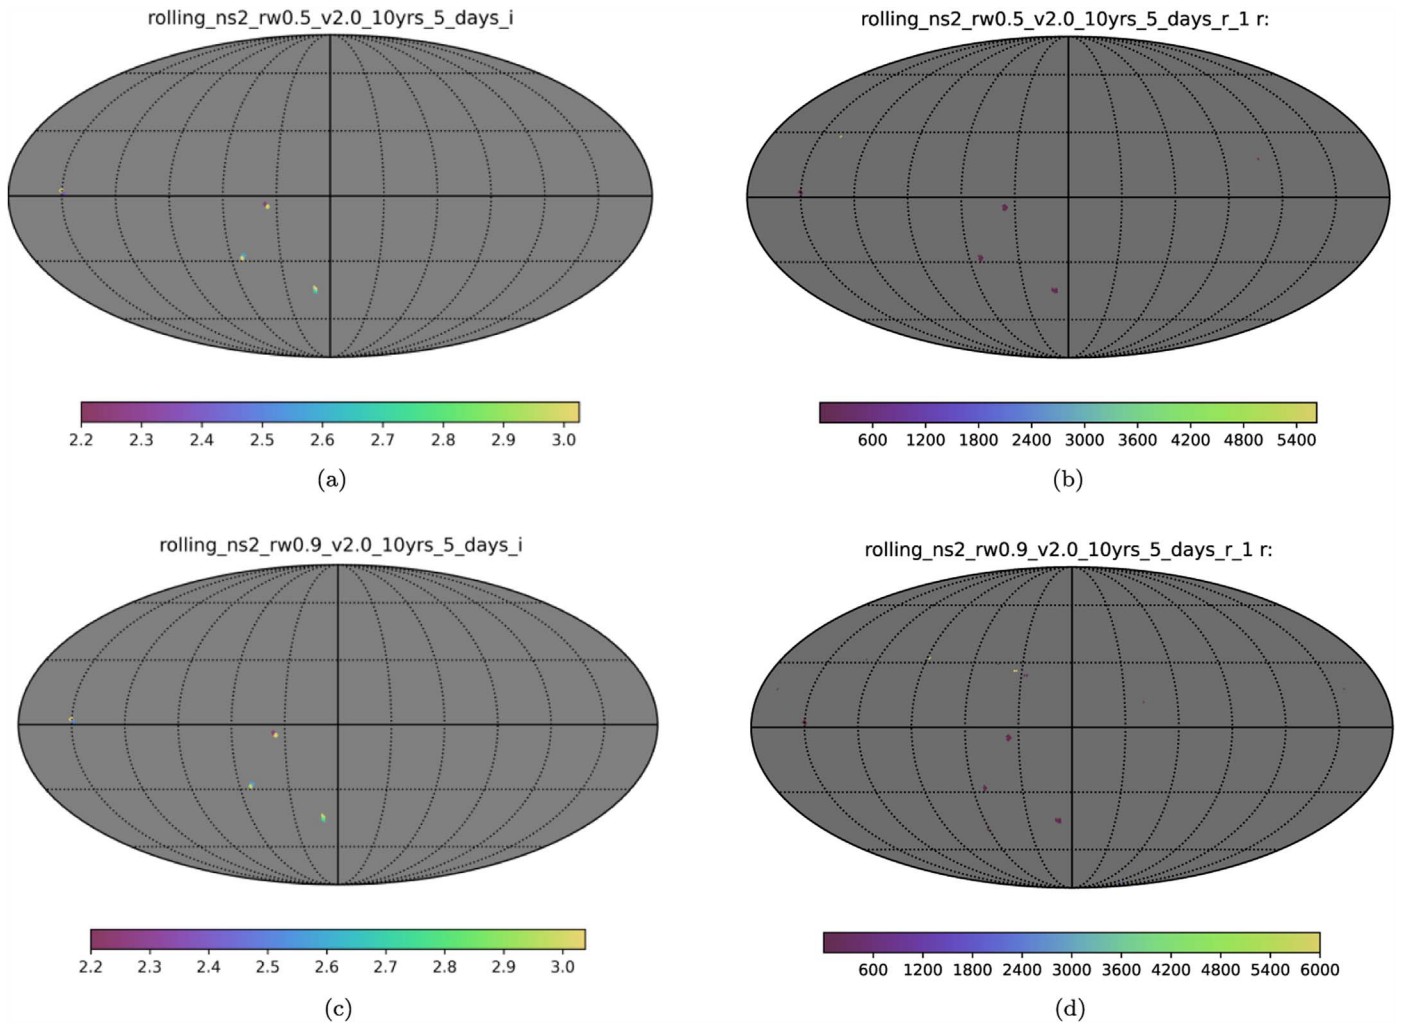 rolling_ns2_rw0.5_v2.0_10yrs_5_days_i
2.2 2.3 2.4 2.5 2.6 2.7 2.8 2.9 3.0
(a)
rolling_ns2_rw0.5_v2.0_10yrs_5_days_r_1 r:
600 1200 1800 2400 3000 3600 4200 4800 5400
(b)
rolling_ns2_rw0.9_v2.0_10yrs_5_days_i
2.2 2.3 2.4 2.5 2.6 2.7 2.8 2.9 3.0
(c)
rolling_ns2_rw0.9_v2.0_10yrs_5_days_r_1 r:
600 1200 1800 2400 3000 3600 4200 4800 5400 6000
(d)